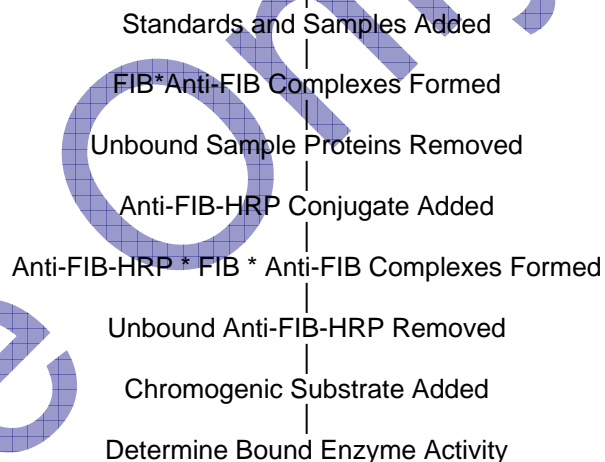 Standards and Samples Added
FIB*Anti-FIB Complexes Formed
Unbound Sample Proteins Removed
Anti-FIB-HRP Conjugate Added
Anti-FIB-HRP * FIB * Anti-FIB Complexes Formed
Unbound Anti-FIB-HRP Removed
Chromogenic Substrate Added
Determine Bound Enzyme Activity